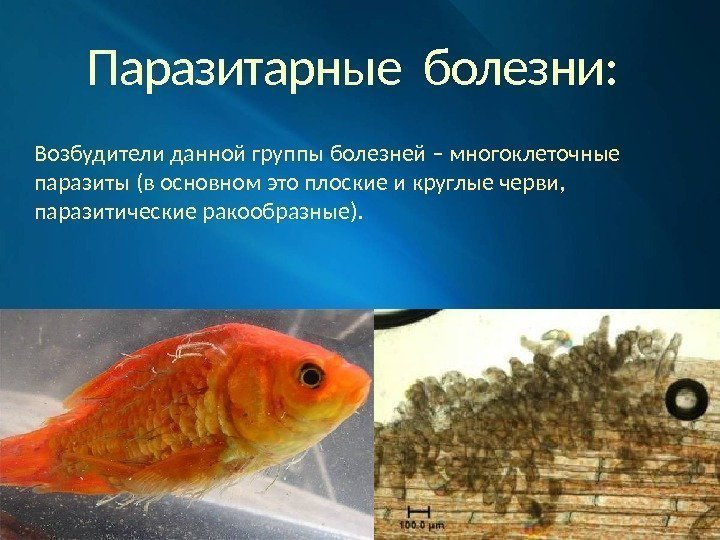 Паразитарные болезни:
Возбудители данной группы болезней – многоклеточные
паразиты (в основном это плоские и круглые черви,
паразитические ракообразные).
100.0 µm